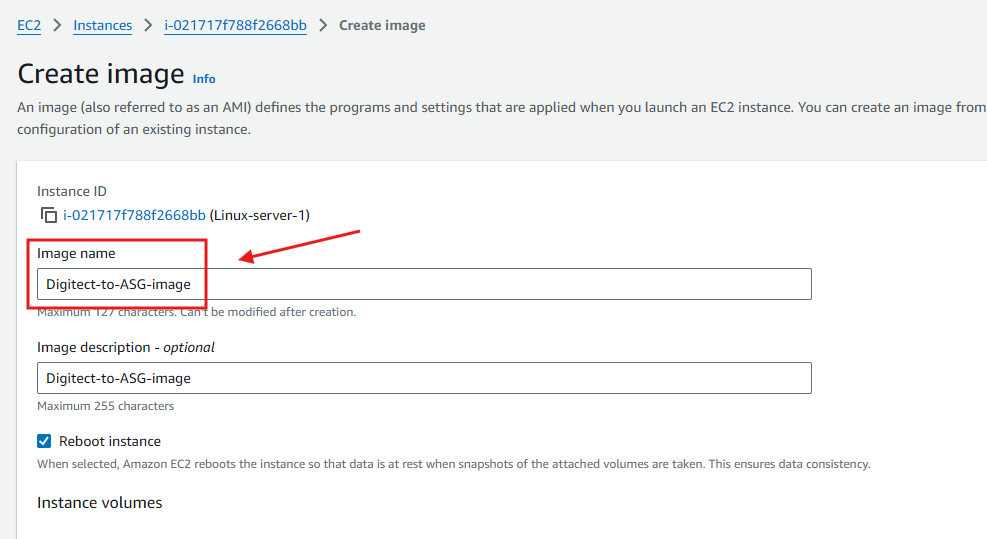 EC2 > Instances > i-021717f788f2668bb > Create image
Create image Info
An image (also referred to as an AMI) defines the programs and settings that are applied when you launch an EC2 instance. You can create an image from
configuration of an existing instance.
Instance ID
i-021717f788f2668bb (Linux-server-1)
Image name
Digitect-to-ASG-image
Maximum 127 characters. Can't be modified after creation.
Image description - optional
Digitect-to-ASG-image
Maximum 255 characters
Reboot instance
When selected, Amazon EC2 reboots the instance so that data is at rest when snapshots of the attached volumes are taken. This ensures data consistency.
Instance volumes